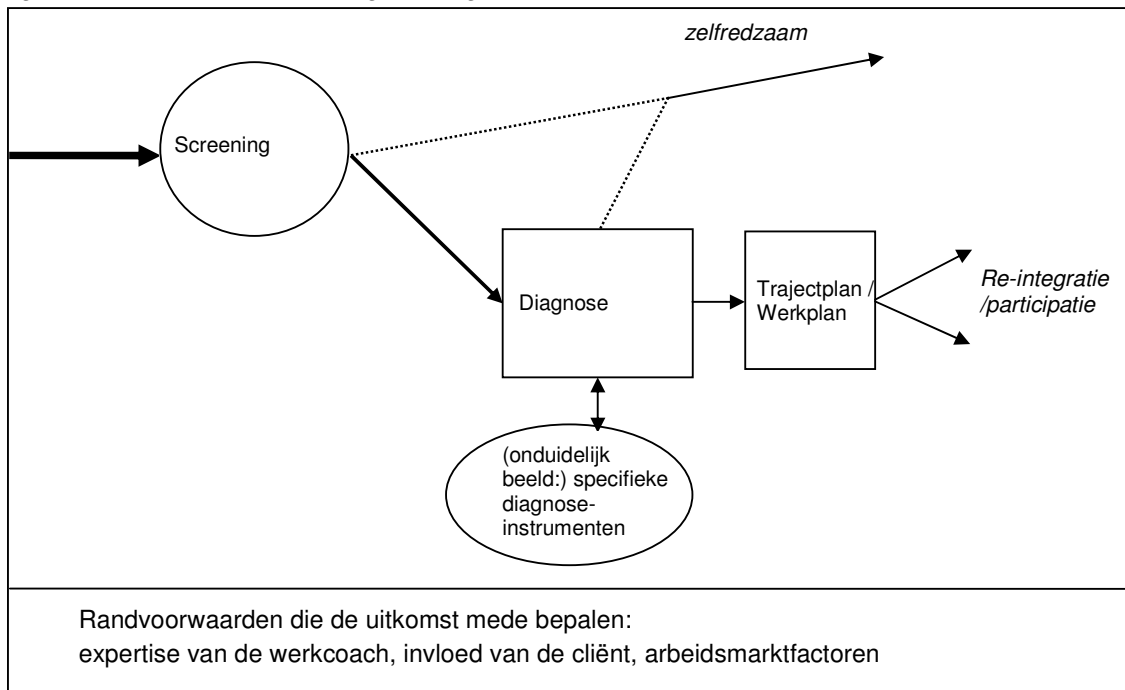 zelfredzaam
Screening
Diagnose
Trajectplan /
Werkplan
Re-integratie
/participatie
(onduidelijk
beeld:) specifieke
diagnose-
instrumenten
Randvoorwaarden die de uitkomst mede bepalen:
expertise van de werkcoach, invloed van de cliënt, arbeidsmarktfactoren